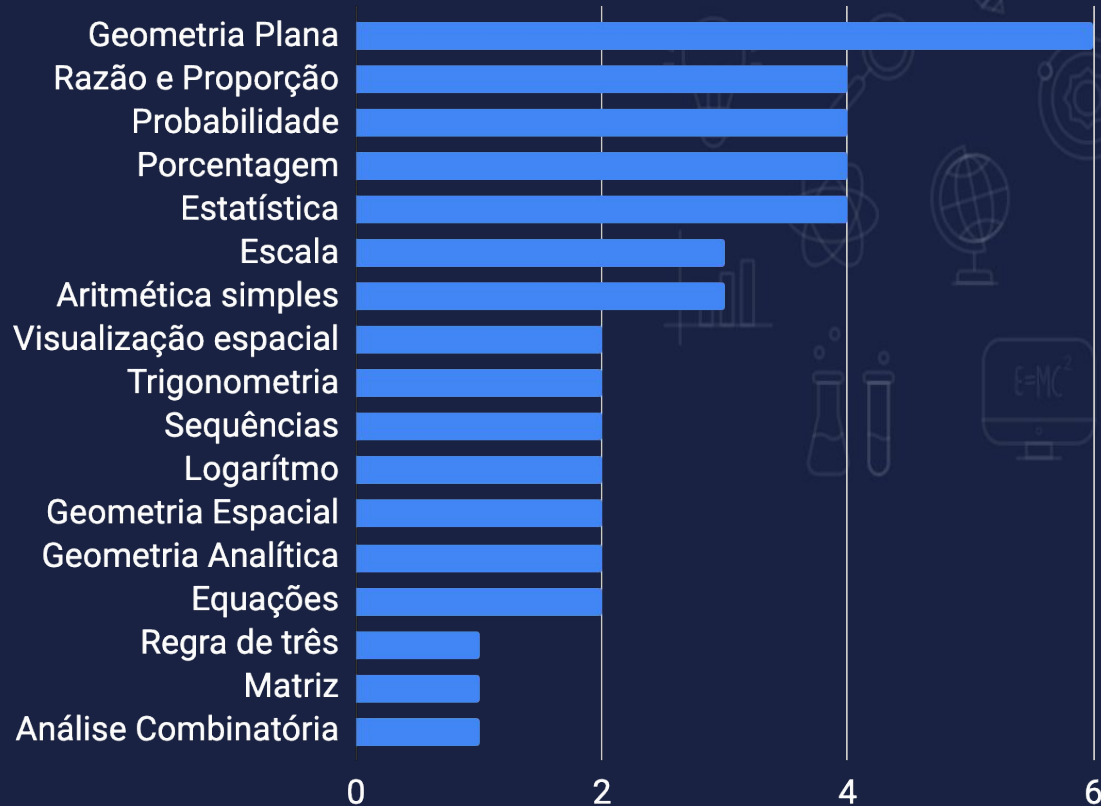 Geometria Plana
Razão e Proporção
Probabilidade
Porcentagem
Estatística
Escala
Aritmética simples
Visualização espacial
Trigonometria
Sequências
Logarítmo
Geometria Espacial
Geometria Analítica
Equações
Regra de três
Matriz
Análise Combinatória
0 2 4 6
E=MC²